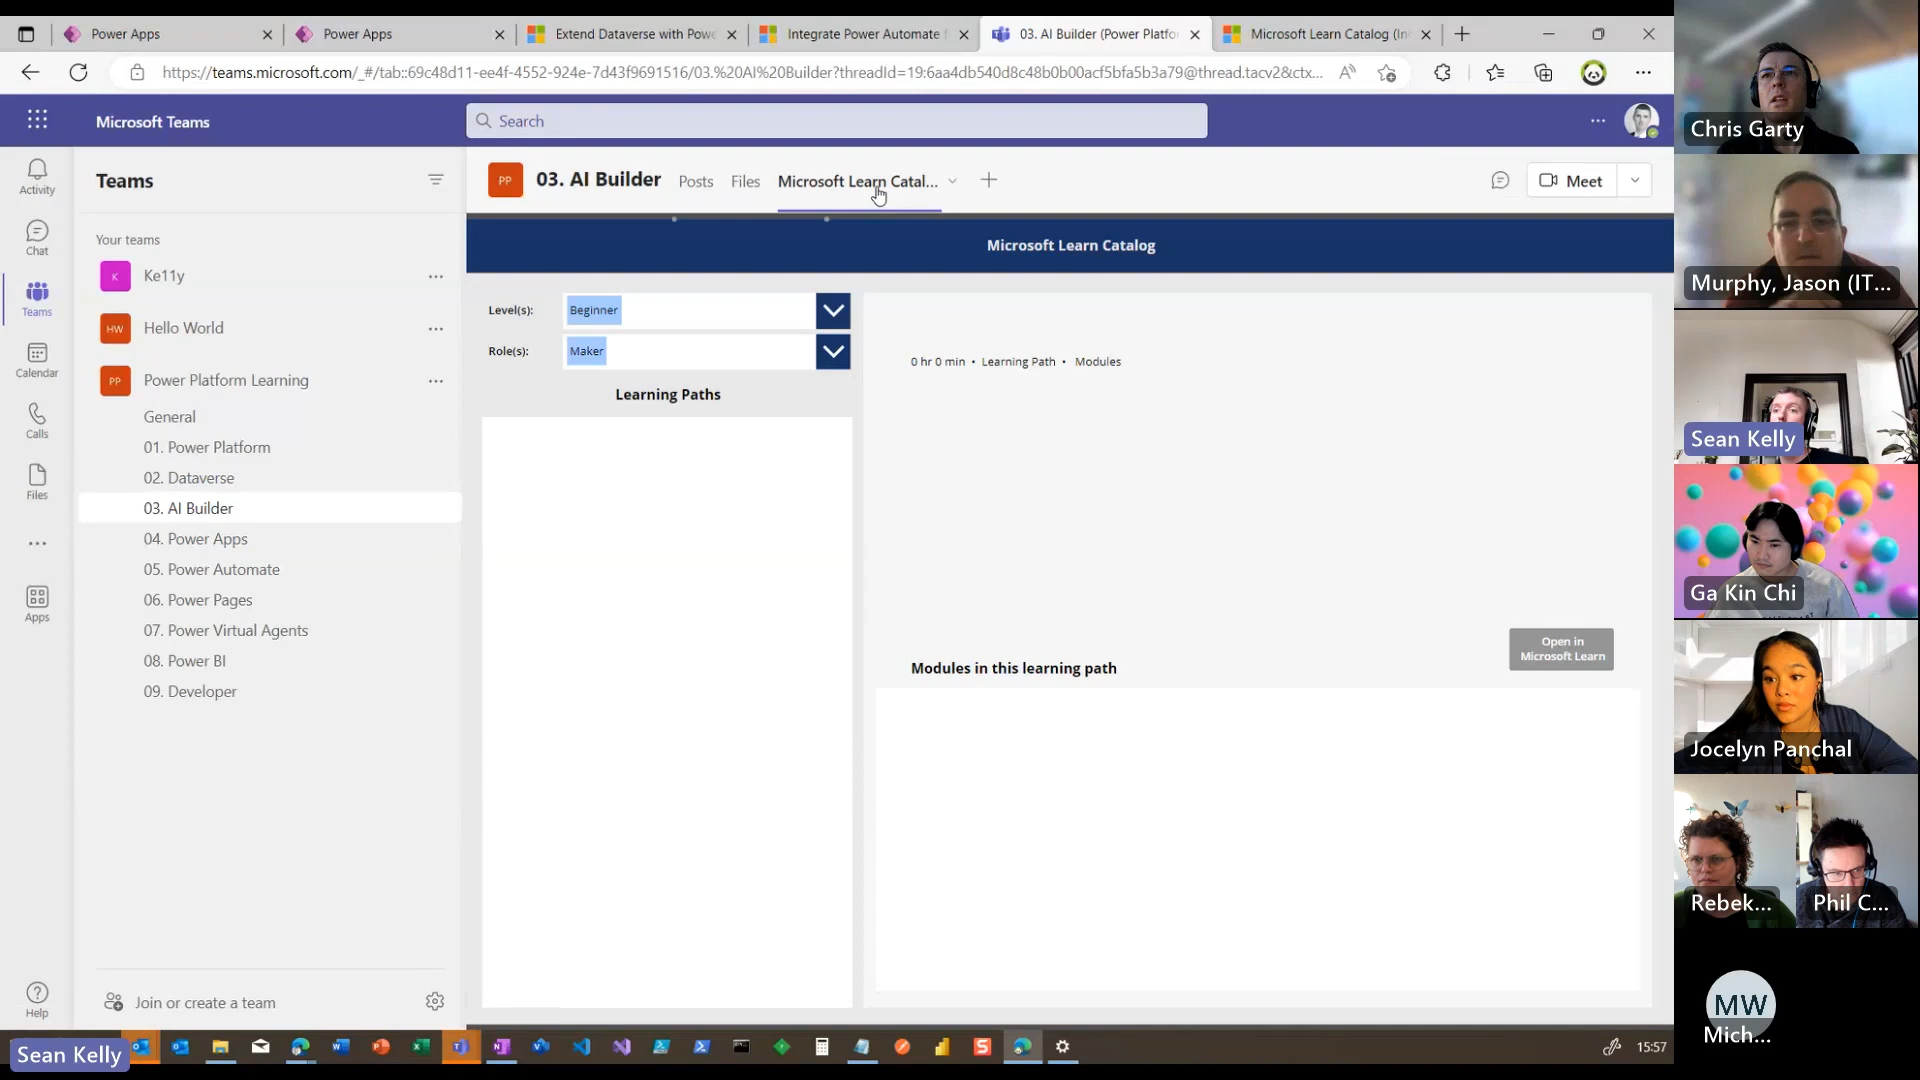 Power Apps
Power Apps
Extend Dataverse with Powe
Integrate Power Automate f
03. AI Builder (Power Platfo
Microsoft Learn Catalog (In
https://teams.microsoft.com/_#/tab::69c48d11-ee4f-4552-924e-7d43f9691516/03.%20AI%20Builder?threadId=19:6aa4db540d8c48b0b00acf5bfa5b3a79@thread.tacv2&ctx...
Microsoft Teams
Search
Activity
Chat
Teams
Calendar
Calls
Files
Apps
Help
Teams
Your teams
K
Ke11y
HW
Hello World
PP
Power Platform Learning
General
01. Power Platform
02. Dataverse
03. AI Builder
04. Power Apps
05. Power Automate
06. Power Pages
07. Power Virtual Agents
08. Power BI
09. Developer
Join or create a team
PP
03. AI Builder
Posts
Files
Microsoft Learn Catal...
Meet
Microsoft Learn Catalog
Level(s):
Beginner
Role(s):
Maker
Learning Paths
0 hr 0 min • Learning Path • Modules
Open in
Microsoft Learn
Modules in this learning path
Sean Kelly
15:57
Chris Garty
Murphy, Jason (IT...
Sean Kelly
Ga Kin Chi
Jocelyn Panchal
Rebek...
Phil C...
MW
Mich...